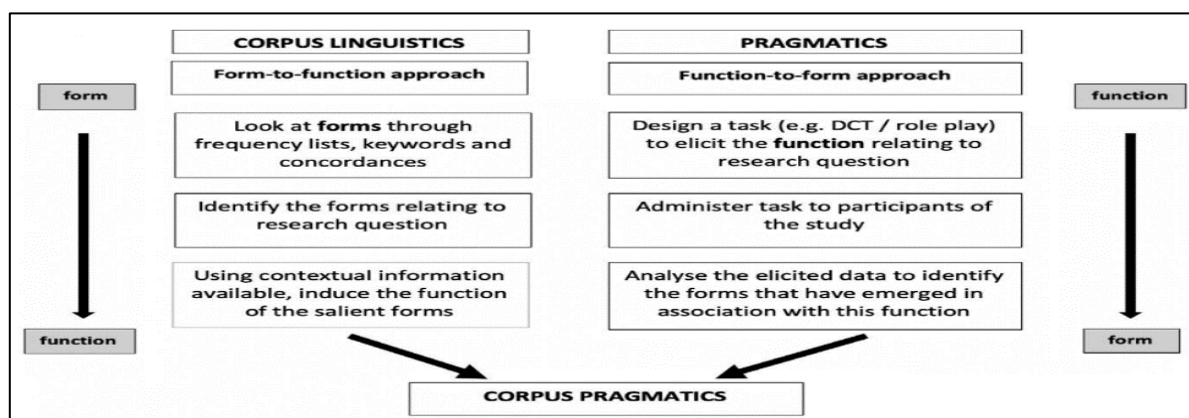 CORPUS LINGUISTICS
Form-to-function approach
form
Look at forms through
frequency lists, keywords and
concordances
Identify the forms relating to
research question
Using contextual information
available, induce the function
of the salient forms
function
PRAGMATICS
Function-to-form approach
function
Design a task (e.g. DCT / role play)
to elicit the function relating to
research question
Administer task to participants of
the study
Analyse the elicited data to identify
the forms that have emerged in
association with this function
form
CORPUS PRAGMATICS